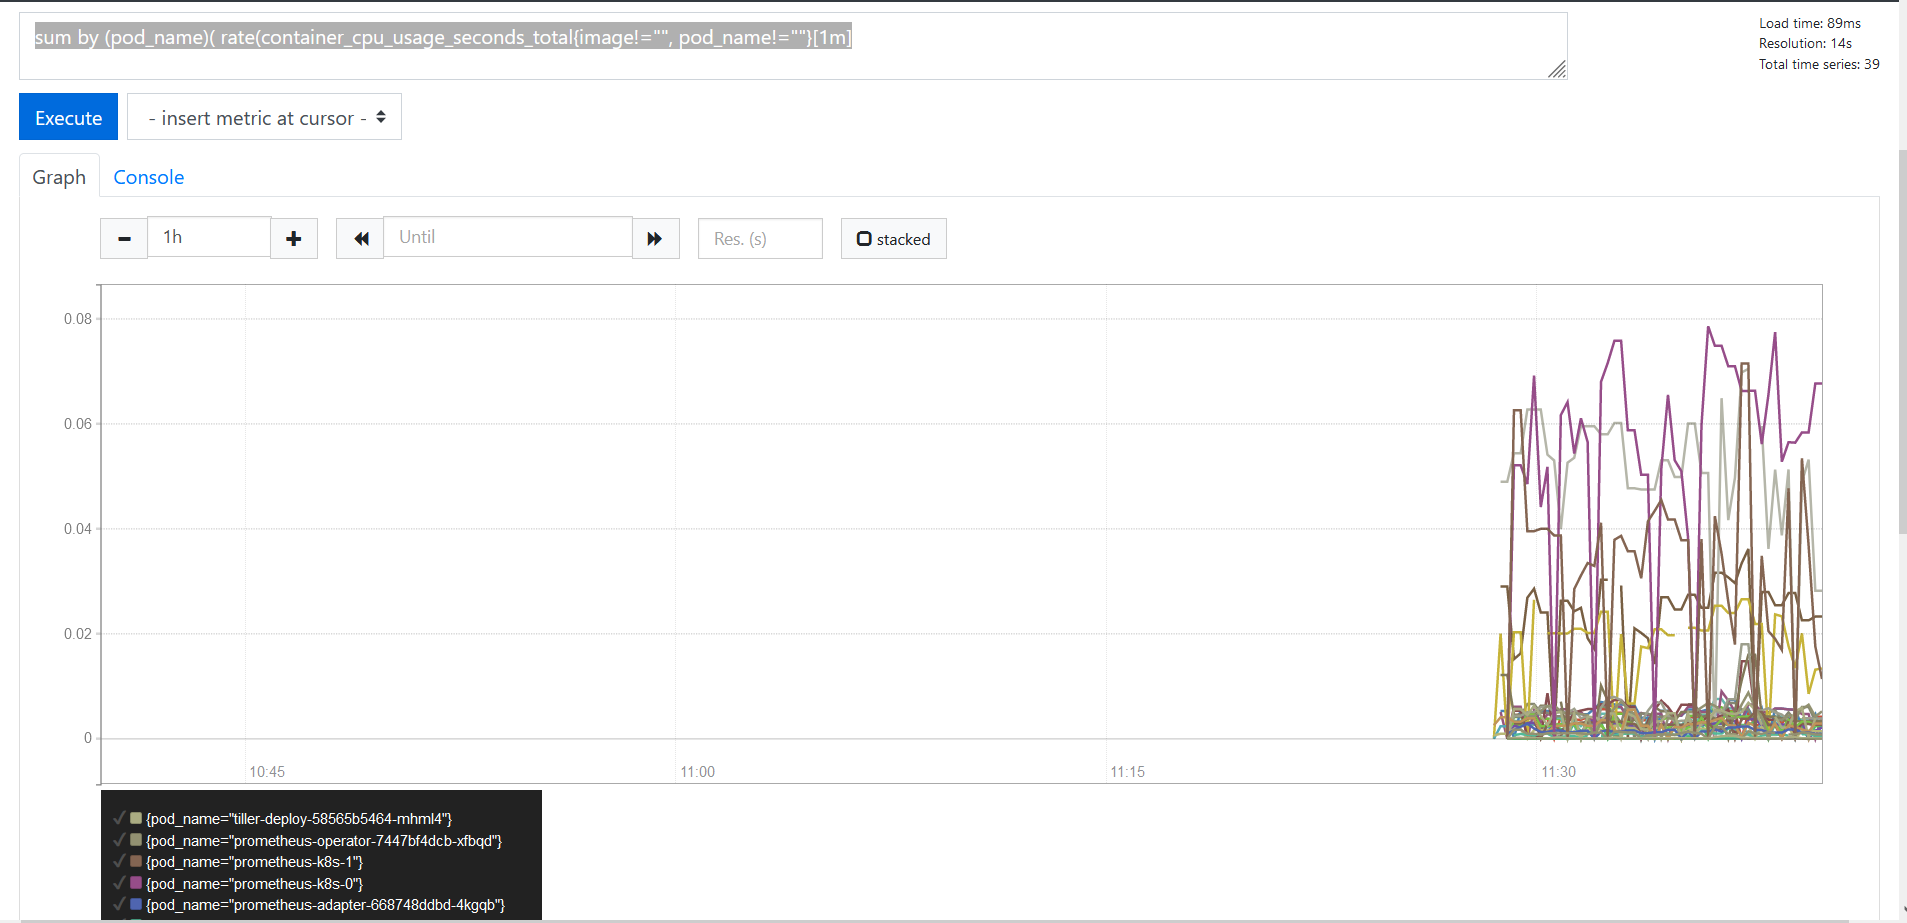 sum by (pod_name)( rate(container_cpu_usage_seconds_total{image!="", pod_name!=""}[1m]
Load time: 89ms
Resolution: 14s
Total time series: 39
Execute
- insert metric at cursor -
Graph
Console
1h
Until
Res. (s)
stacked
0.08
0.06
0.04
0.02
0
10:45
11:00
11:15
11:30
{pod_name="tiller-deploy-58565b5464-mhml4"}
{pod_name="prometheus-operator-7447bf4dcb-xfbqd"}
{pod_name="prometheus-k8s-1"}
{pod_name="prometheus-k8s-0"}
{pod_name="prometheus-adapter-668748ddbd-4kgqb"}